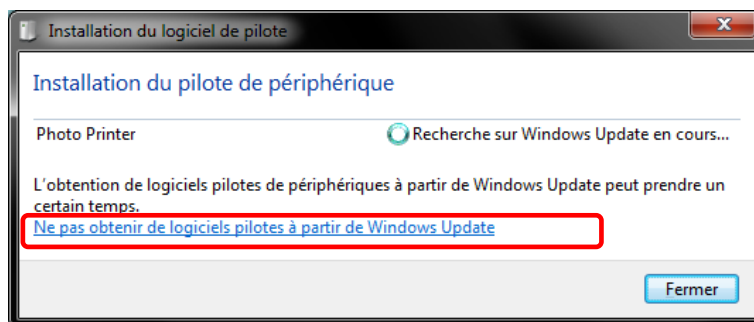 Installation du logiciel de pilote
Installation du pilote de périphérique
Photo Printer Recherche sur Windows Update en cours...
L'obtention de logiciels pilotes de périphériques à partir de Windows Update peut prendre un
certain temps.
Ne pas obtenir de logiciels pilotes à partir de Windows Update
Fermer